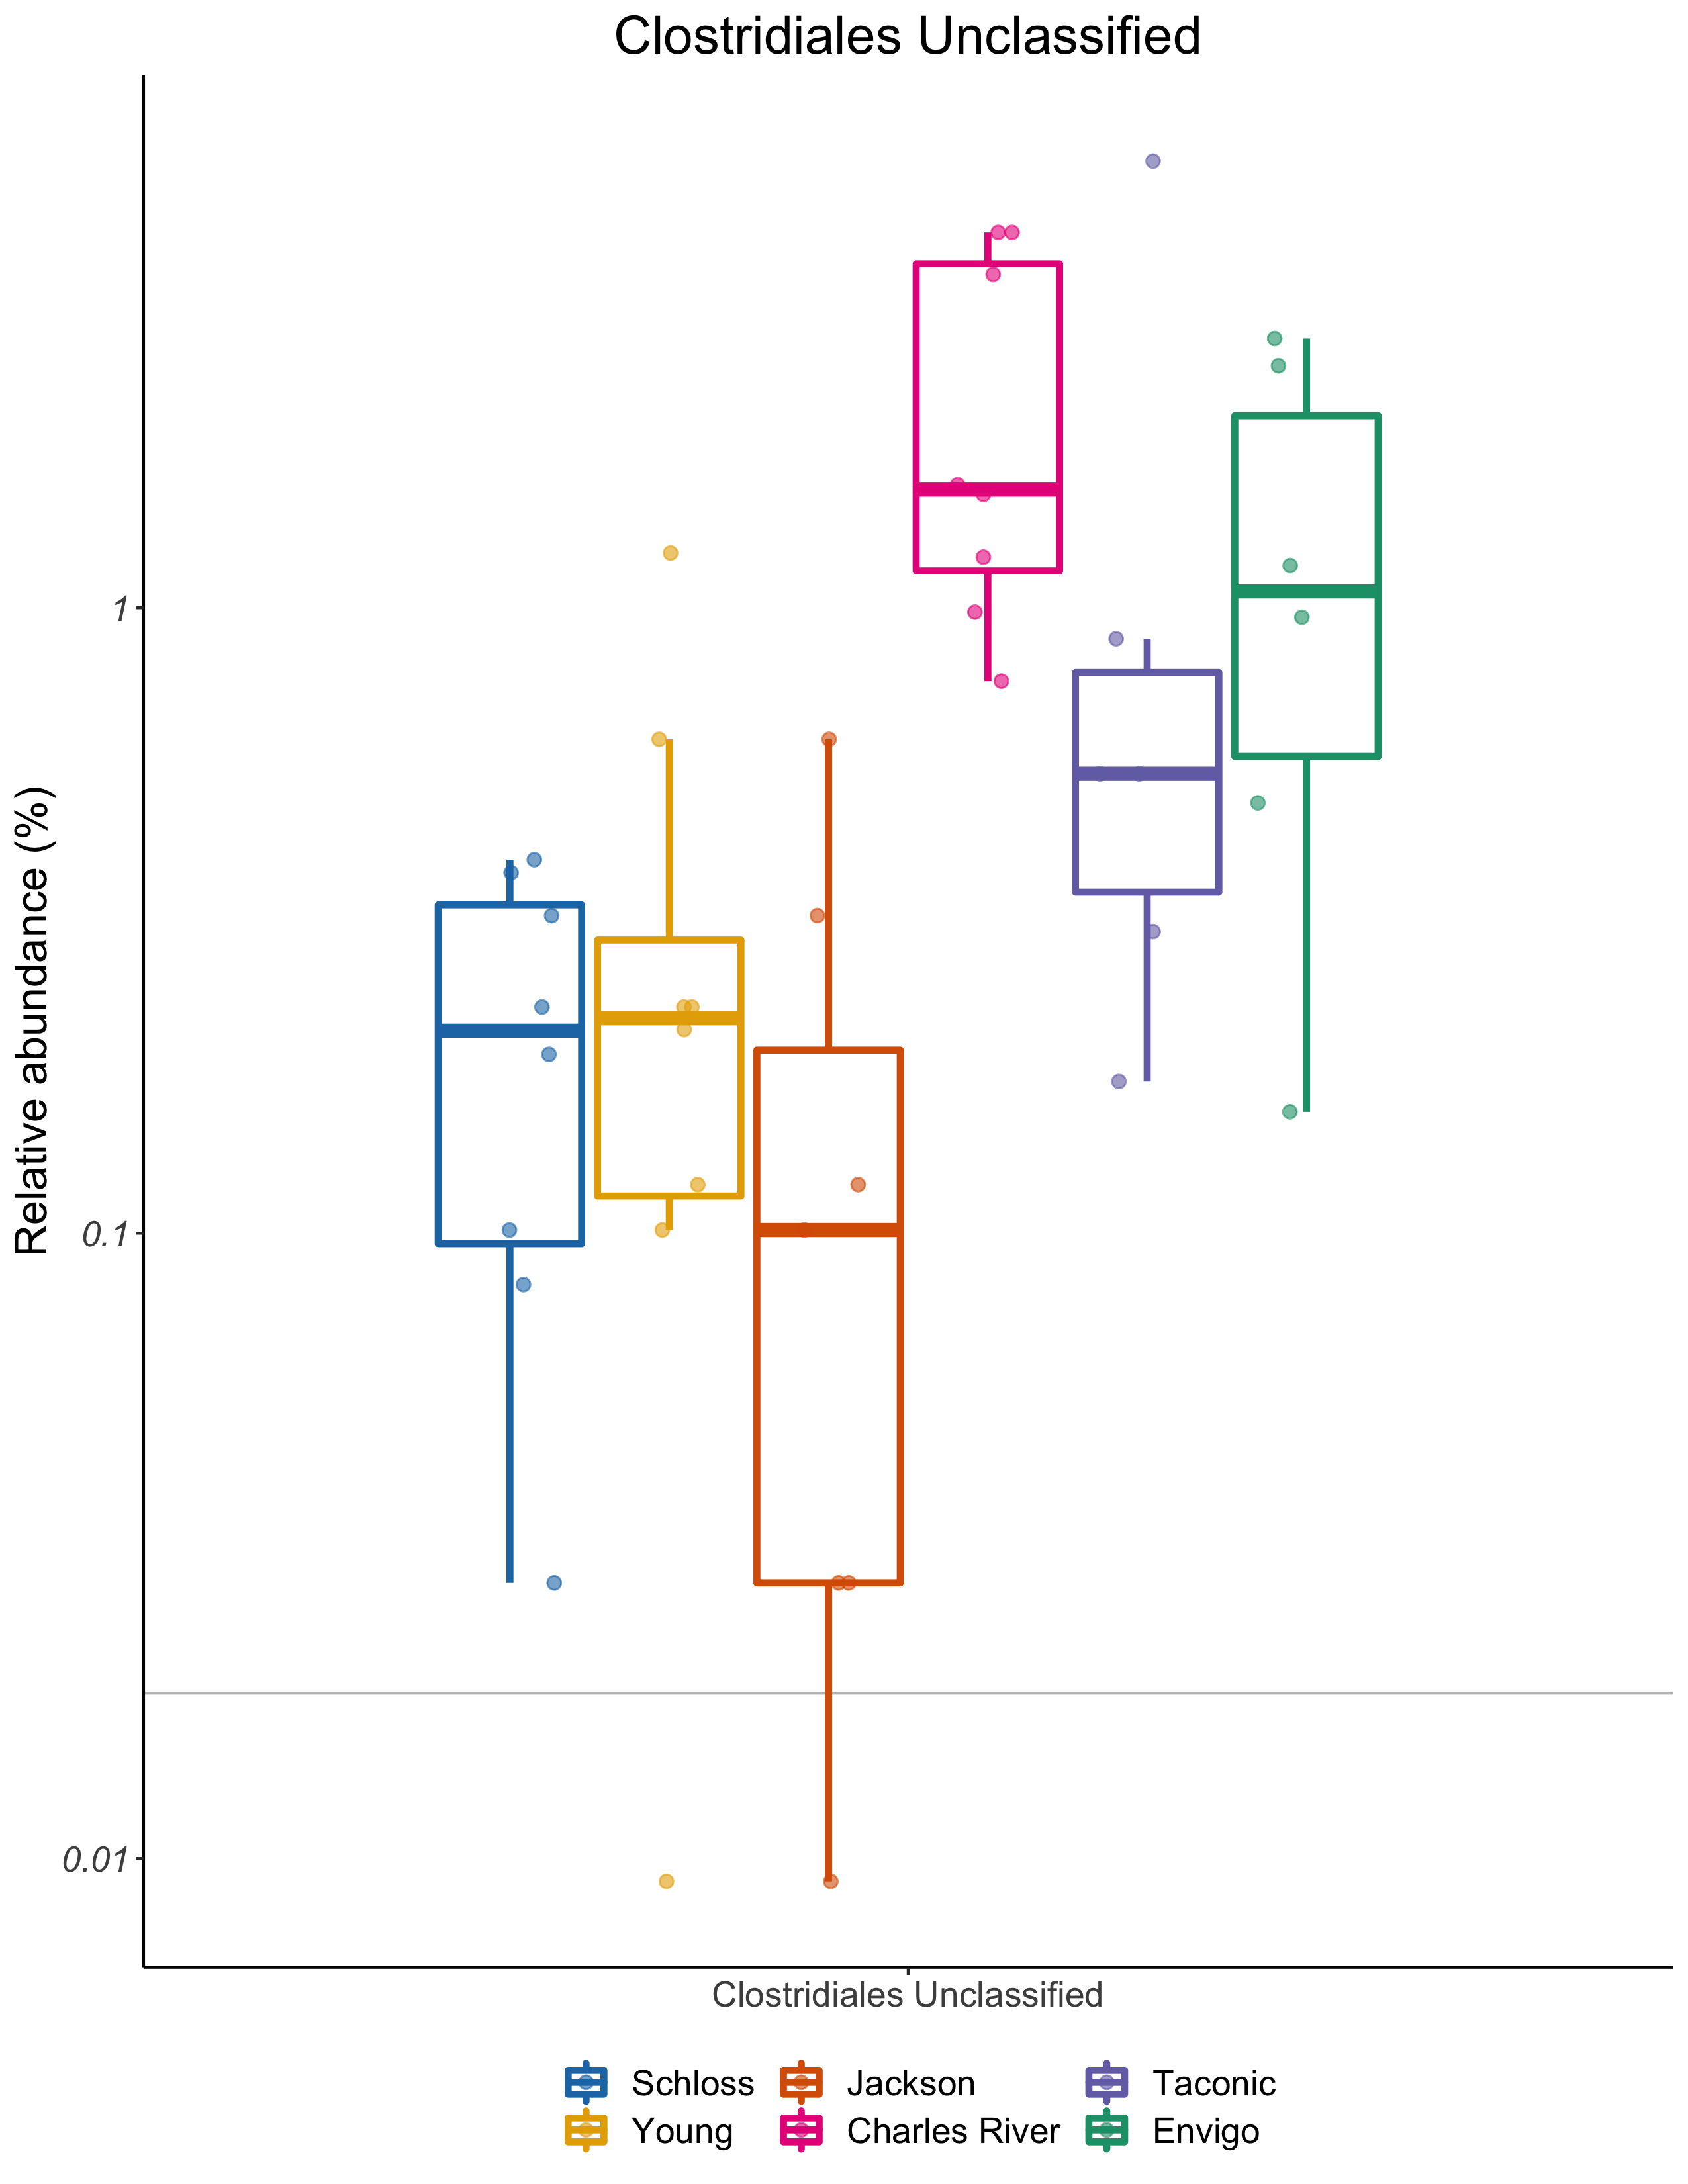 Clostridiales Unclassified
Relative abundance (%)
1
0.1
0.01
Clostridiales Unclassified
Schloss
Jackson
Taconic
Young
Charles River
Envigo